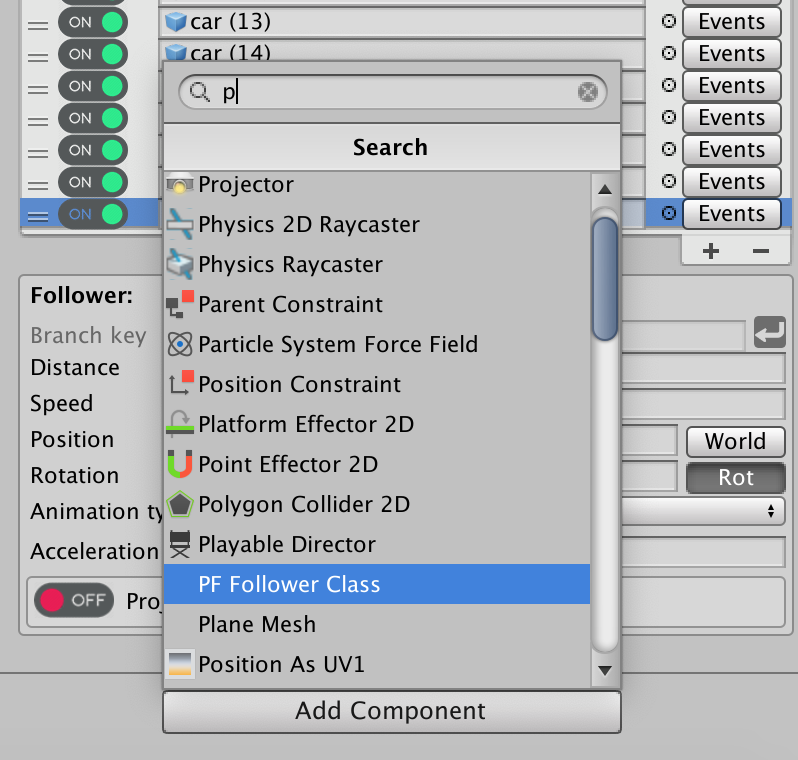 ON car (13) Events
ON car (14) Events
ON Events
ON Events
ON Events
ON Events
ON Events
p
Search
Projector
Physics 2D Raycaster
Physics Raycaster
Parent Constraint
Particle System Force Field
Position Constraint
Platform Effector 2D
Point Effector 2D
Polygon Collider 2D
Playable Director
PF Follower Class
Plane Mesh
Position As UV1
Add Component
+ −
Follower:
Branch key
Distance
Speed
Position World
Rotation Rot
Animation ty
Acceleration
OFF Proj